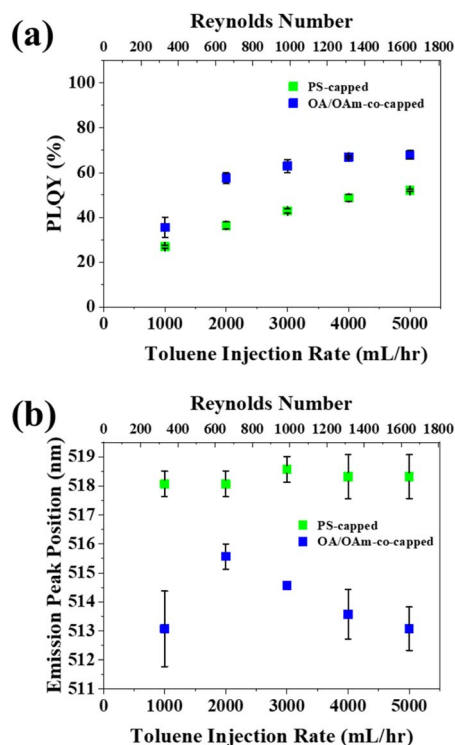 (a)
Reynolds Number
0 200 400 600 800 1000 1200 1400 1600 1800
100
80
60
40
20
0
PLQY (%)
PS-capped
OA/OAm-co-capped
1000 2000 3000 4000 5000
Toluene Injection Rate (mL/hr)
(b)
Reynolds Number
0 200 400 600 800 1000 1200 1400 1600 1800
519
518
517
516
515
514
513
512
511
Emission Peak Position (nm)
PS-capped
OA/OAm-co-capped
1000 2000 3000 4000 5000
Toluene Injection Rate (mL/hr)